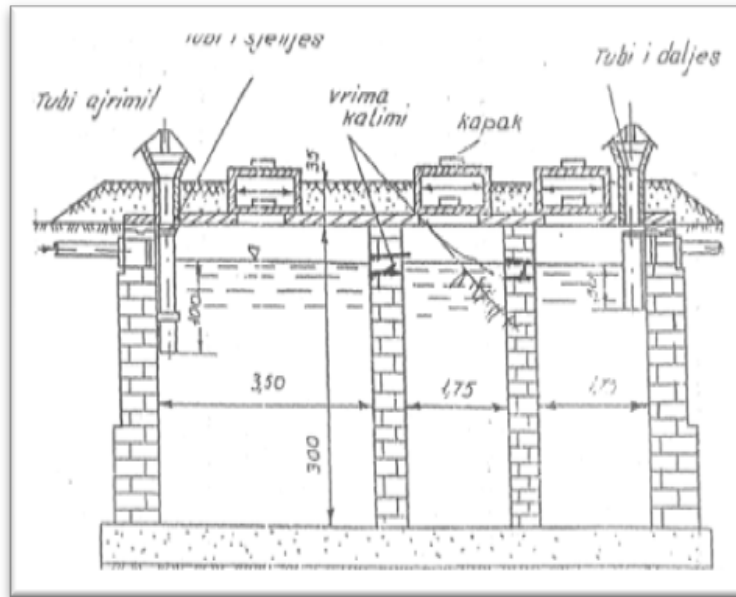 Tubi i sjelljes
Tubi i daljes
Tubi ajrimit
vrima
kalimi
kapak
35
100
3,50
1,75
1,75
300